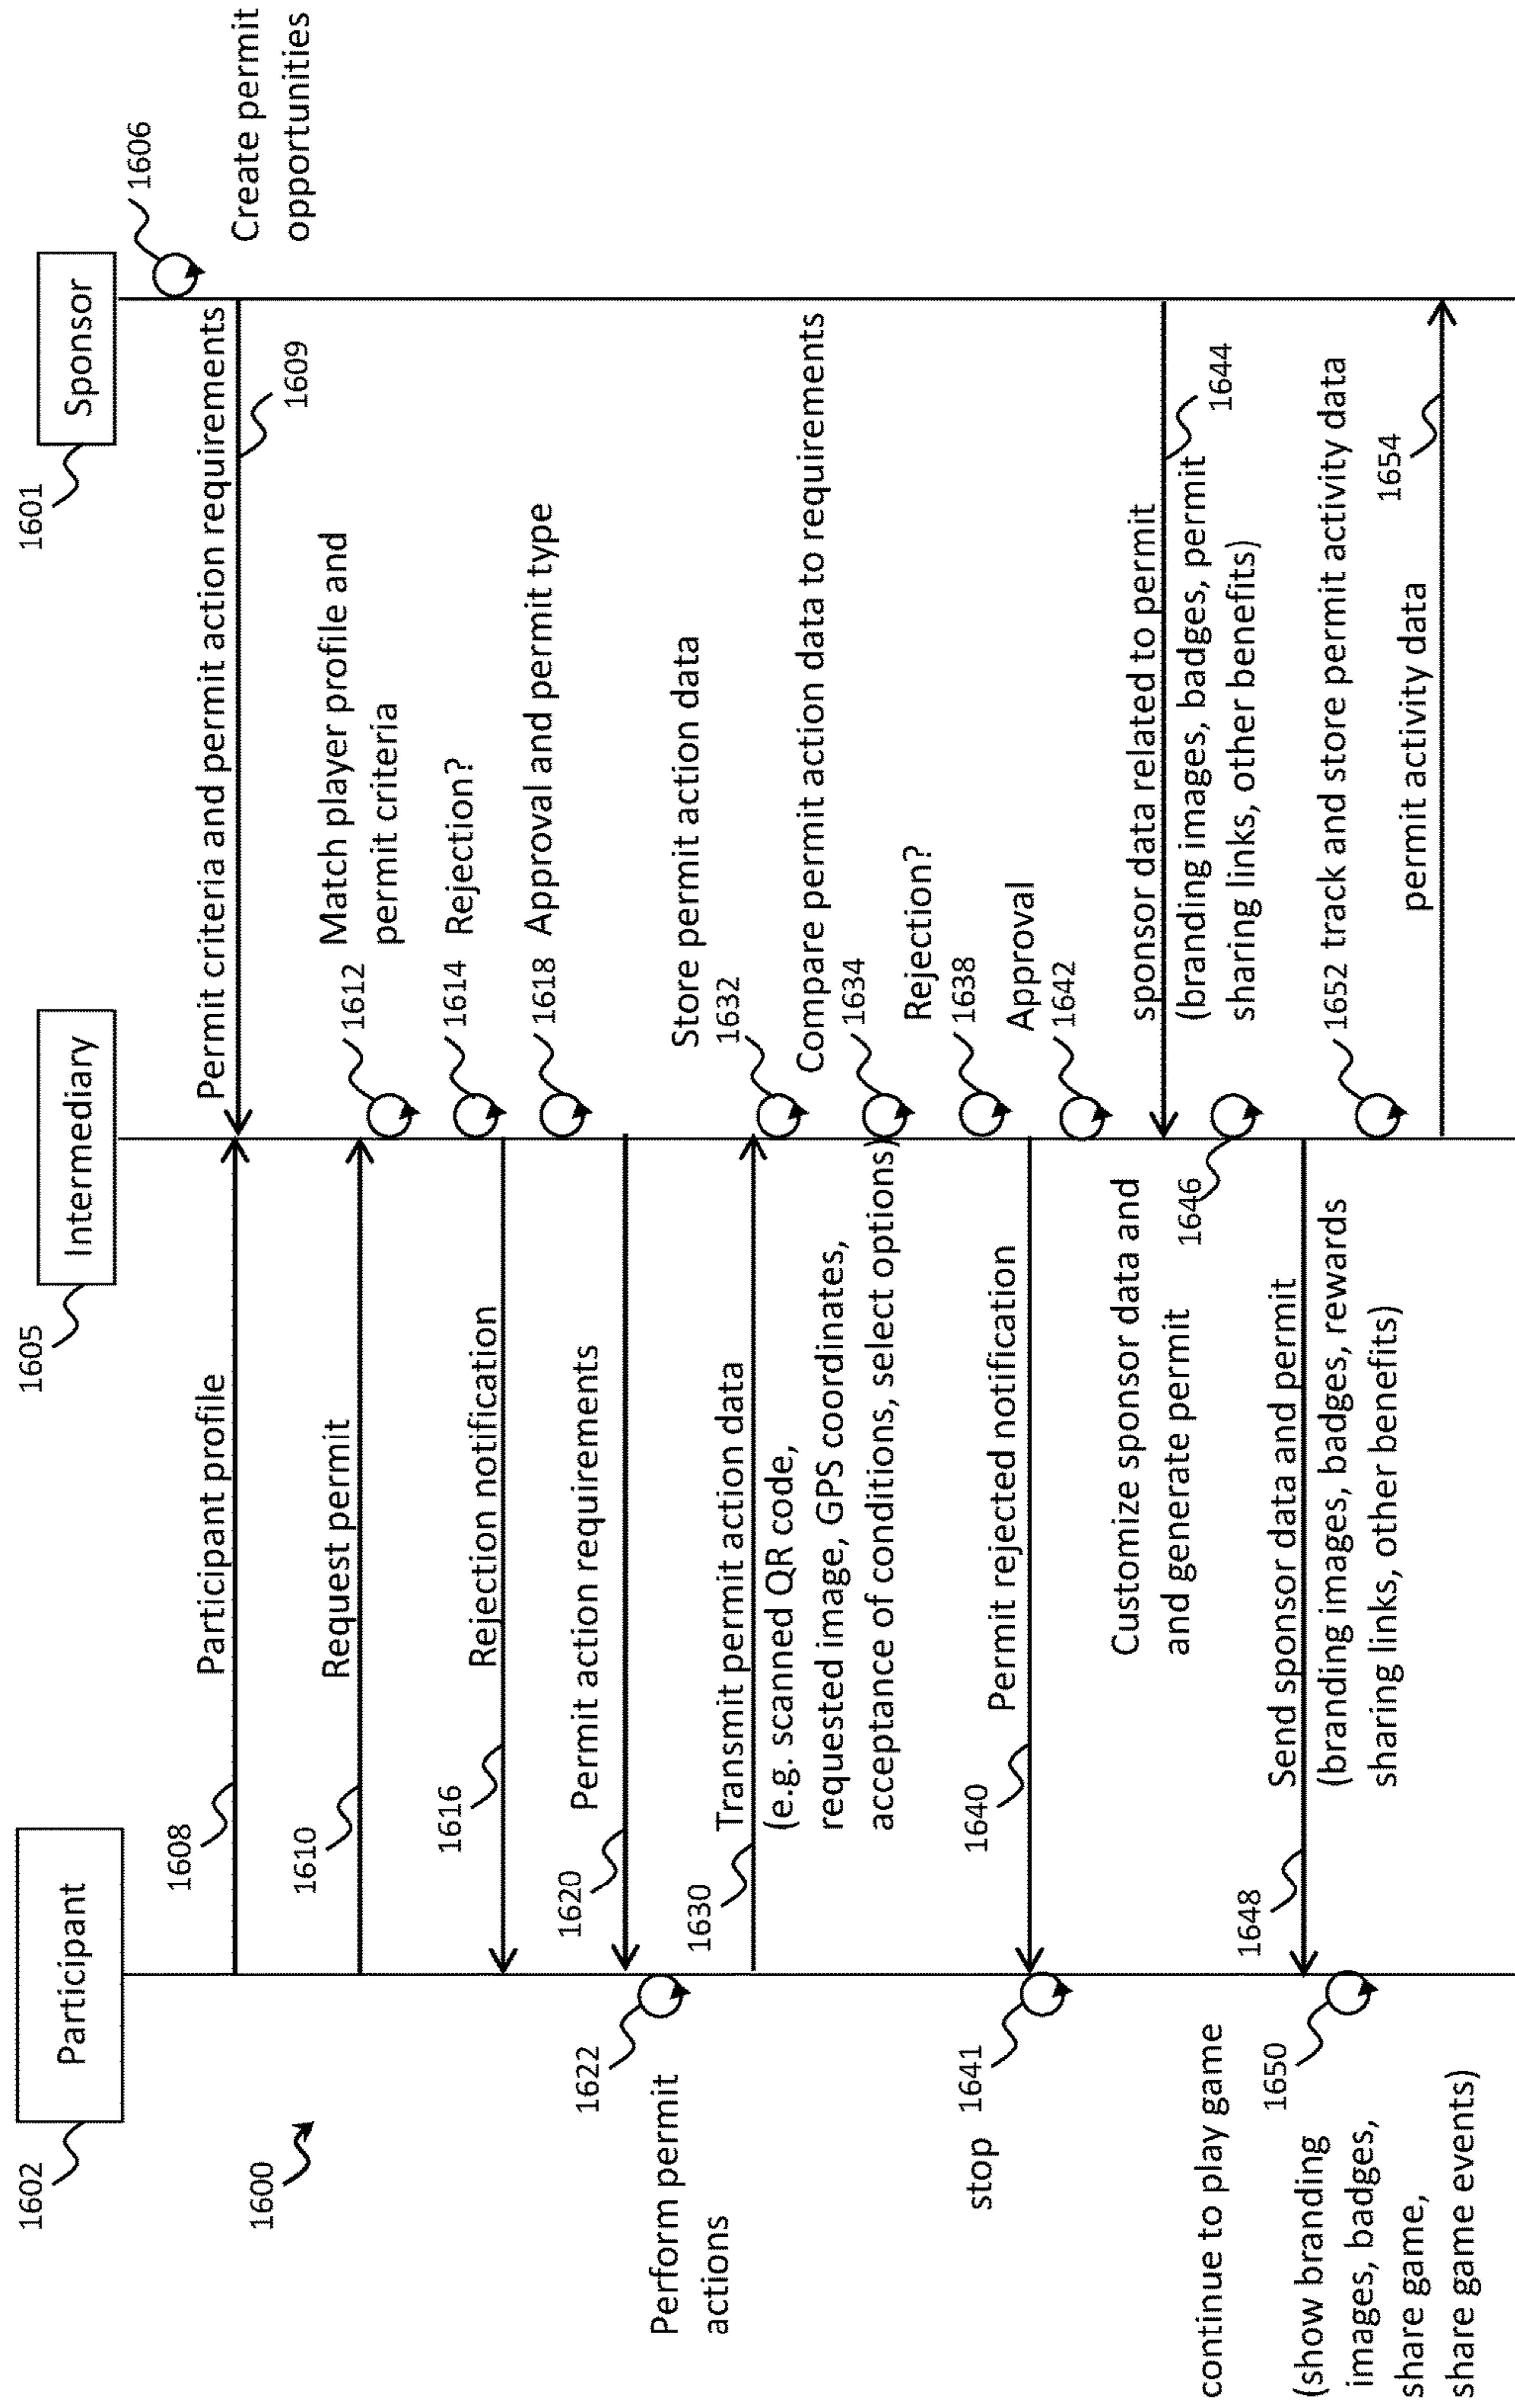 1602
Participant
1605
Intermediary
1601
Sponsor
1606
Create permit
opportunities
1600
1608
Participant profile
Permit criteria and permit action requirements
1609
1610
Request permit
1612
Match player profile and
permit criteria
1614
Rejection?
1616
Rejection notification
1618
Approval and permit type
1620
Permit action requirements
1622
Perform permit
actions
1630
Transmit permit action data
(e.g. scanned QR code,
requested image, GPS coordinates,
acceptance of conditions, select options)
Store permit action data
1632
Compare permit action data to requirements
1634
Rejection?
1638
1640
Permit rejected notification
stop
1641
Approval
1642
sponsor data related to permit
(branding images, badges, permit
sharing links, other benefits)
1644
Customize sponsor data and
and generate permit
1646
1648
Send sponsor data and permit
(branding images, badges, rewards
sharing links, other benefits)
continue to play game
1650
(show branding
images, badges,
share game,
share game events)
1652 track and store permit activity data
permit activity data
1654